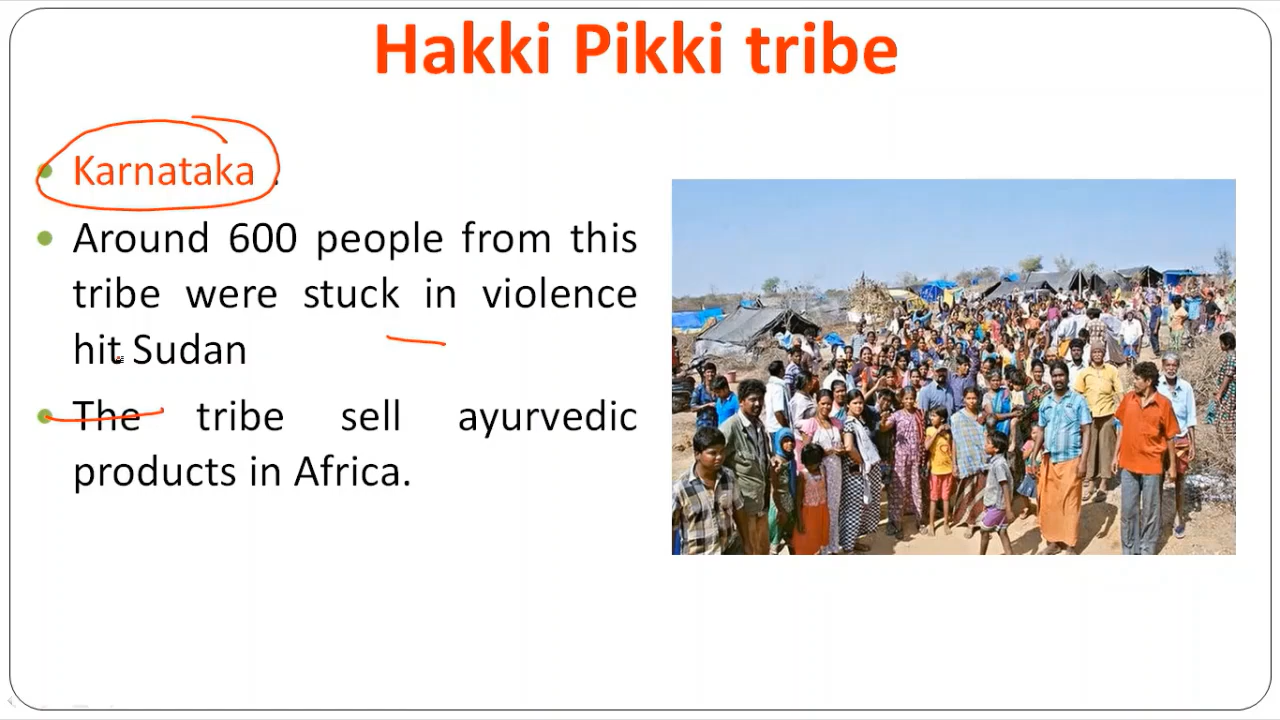 Hakki Pikki tribe
Karnataka .
Around 600 people from this
tribe were stuck in violence
hit Sudan
The tribe sell ayurvedic
products in Africa.